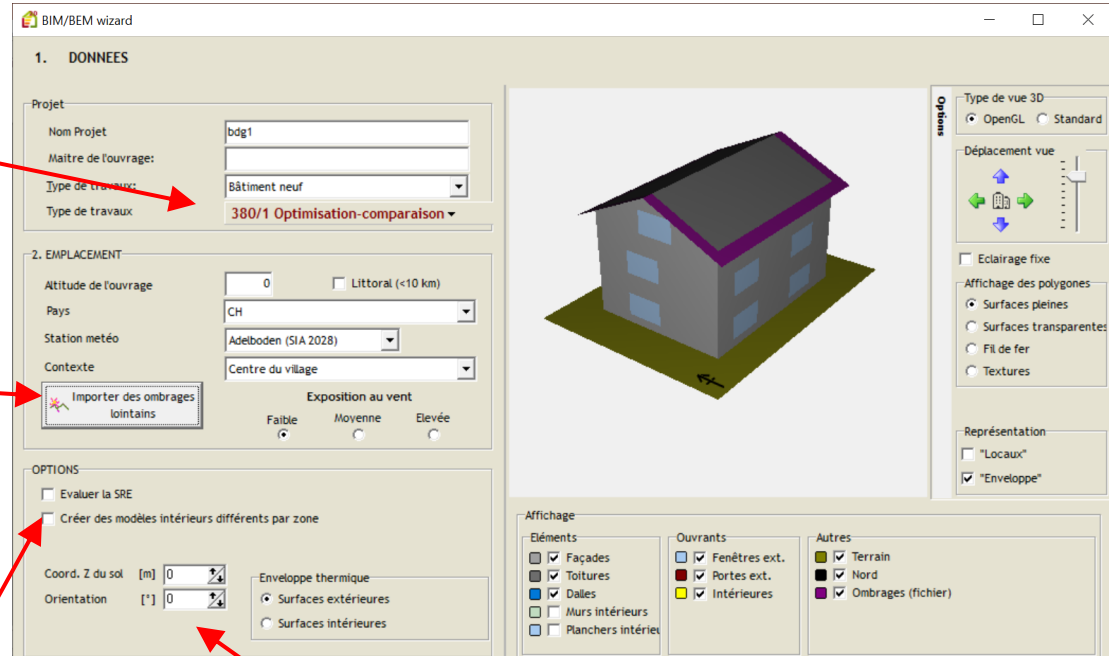 BIM/BEM wizard
1. DONNEES
Projet
Nom Projet
bdg1
Maitre de l'ouvrage:
Type de travaux:
Bâtiment neuf
Type de travaux
380/1 Optimisation-comparaison
2. EMPLACEMENT
Altitude de l'ouvrage
0
Littoral (<10 km)
Pays
CH
Station metéo
Adelboden (SIA 2028)
Contexte
Centre du village
Importer des ombrages
lointains
Exposition au vent
Faible
Moyenne
Elevée
OPTIONS
Evaluer la SRE
Créer des modèles intérieurs différents par zone
Coord. Z du sol [m] 0
Orientation [°] 0
Enveloppe thermique
Surfaces extérieures
Surfaces intérieures
Options
Type de vue 3D
OpenGL Standard
Déplacement vue
Eclairage fixe
Affichage des polygones
Surfaces pleines
Surfaces transparentes
Fil de fer
Textures
Représentation
"Locaux"
"Enveloppe"
Affichage
Eléments
Façades
Toitures
Dalles
Murs intérieurs
Planchers intérieu
Ouvrants
Fenêtres ext.
Portes ext.
Intérieures
Autres
Terrain
Nord
Ombrages (fichier)